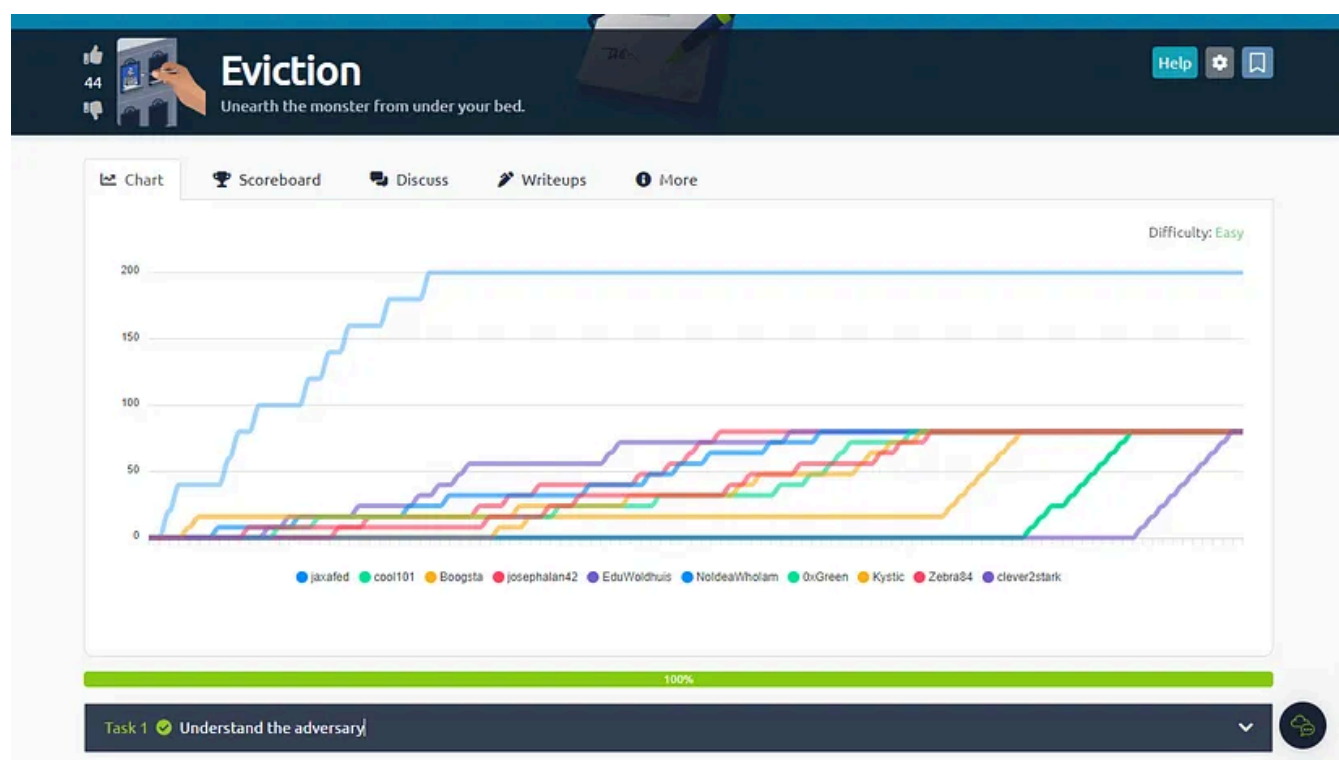 44
Eviction
Unearth the monster from under your bed.
Help
Chart
Scoreboard
Discuss
Writeups
More
Difficulty: Easy
200
150
100
50
0
jaxafed cool101 Boogsta josephalan42 EduWoldhuis NoIdeaWhoIam 0xGreen Kystic Zebra84 clever2stark
100%
Task 1 Understand the adversary